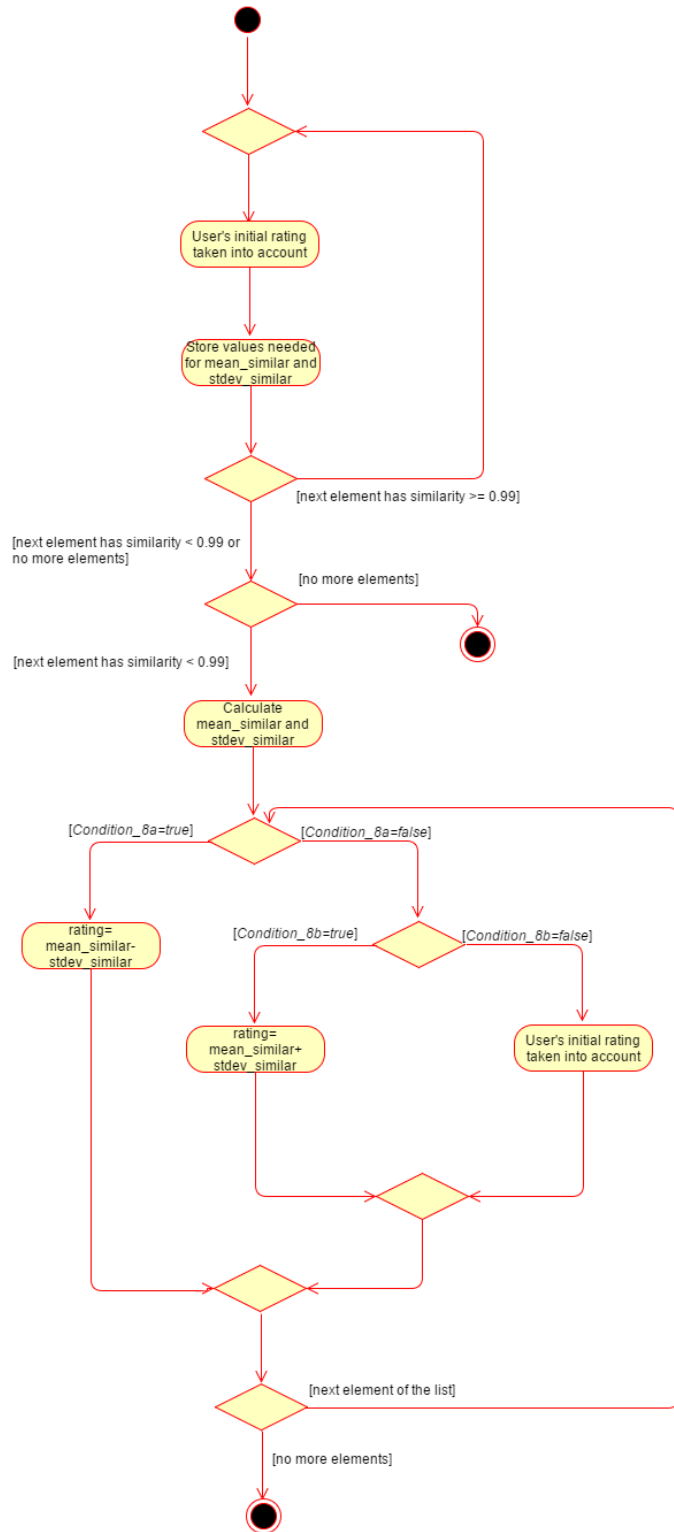 User's initial rating
taken into account
Store values needed
for mean_similar and
stdev_similar
[next element has similarity >= 0.99]
[next element has similarity < 0.99 or
no more elements]
[no more elements]
[next element has similarity < 0.99]
Calculate
mean_similar and
stdev_similar
[Condition_8a=true]
[Condition_8a=false]
rating=
mean_similar-
stdev_similar
[Condition_8b=true]
[Condition_8b=false]
rating=
mean_similar+
stdev_similar
User's initial rating
taken into account
[next element of the list]
[no more elements]